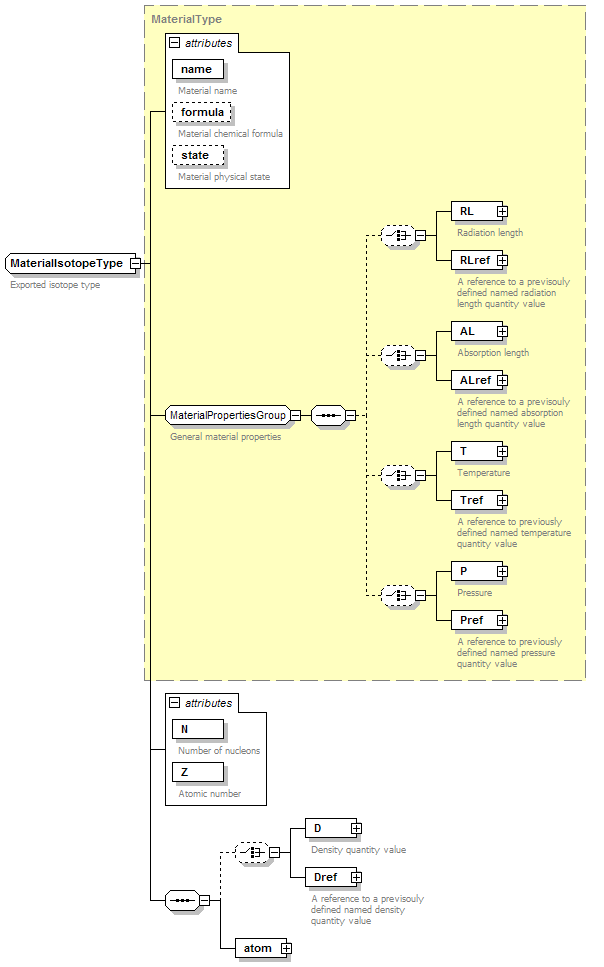 MaterialType
attributes
name
Material name
formula
Material chemical formula
state
Material physical state
RL
Radiation length
RLref
A reference to a previsouly
defined named radiation
length quantity value
MaterialIsotopeType
Exported isotope type
AL
Absorption length
ALref
A reference to a previsouly
defined named absorption
length quantity value
MaterialPropertiesGroup
General material properties
T
Temperature
Tref
A reference to previously
defined named temperature
quantity value
P
Pressure
Pref
A reference to previously
defined named pressure
quantity value
attributes
N
Number of nucleons
Z
Atomic number
D
Density quantity value
Dref
A reference to a previsouly
defined named density
quantity value
atom